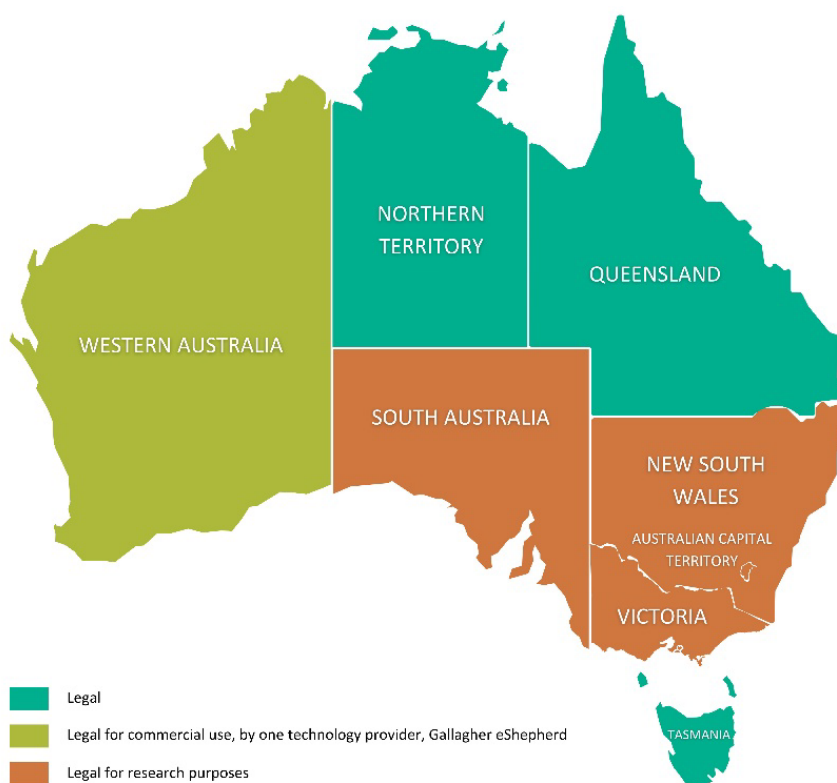 NORTHERN
TERRITORY
QUEENSLAND
WESTERN AUSTRALIA
SOUTH AUSTRALIA
NEW SOUTH
WALES
AUSTRALIAN CAPITAL
TERRITORY
VICTORIA
TASMANIA
Legal
Legal for commercial use, by one technology provider, Gallagher eShepherd
Legal for research purposes